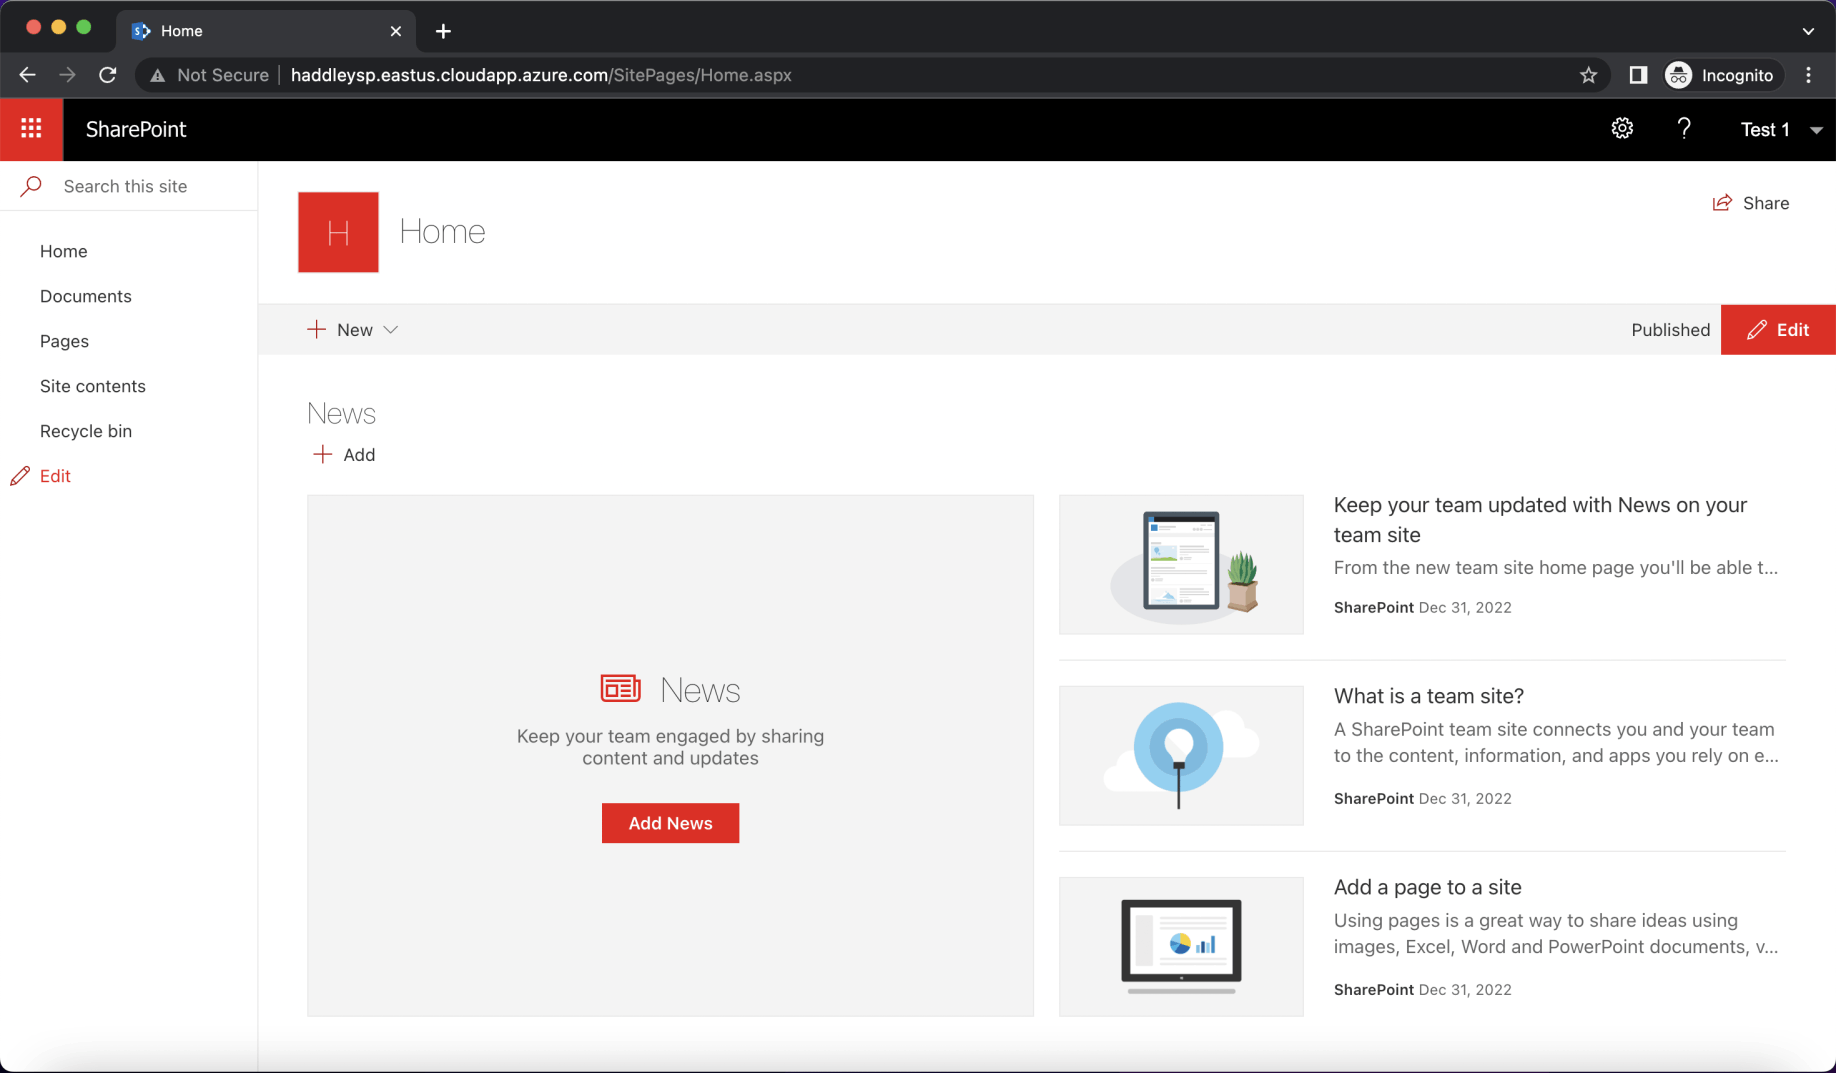 Home
Not Secure
haddleysp.eastus.cloudapp.azure.com/SitePages/Home.aspx
Incognito
SharePoint
Test 1
Search this site
Home
Documents
Pages
Site contents
Recycle bin
Edit
H
Home
Share
New
Published
Edit
News
Add
News
Keep your team engaged by sharing
content and updates
Add News
Keep your team updated with News on your
team site
From the new team site home page you'll be able t...
SharePoint Dec 31, 2022
What is a team site?
A SharePoint team site connects you and your team
to the content, information, and apps you rely on e...
SharePoint Dec 31, 2022
Add a page to a site
Using pages is a great way to share ideas using
images, Excel, Word and PowerPoint documents, v...
SharePoint Dec 31, 2022